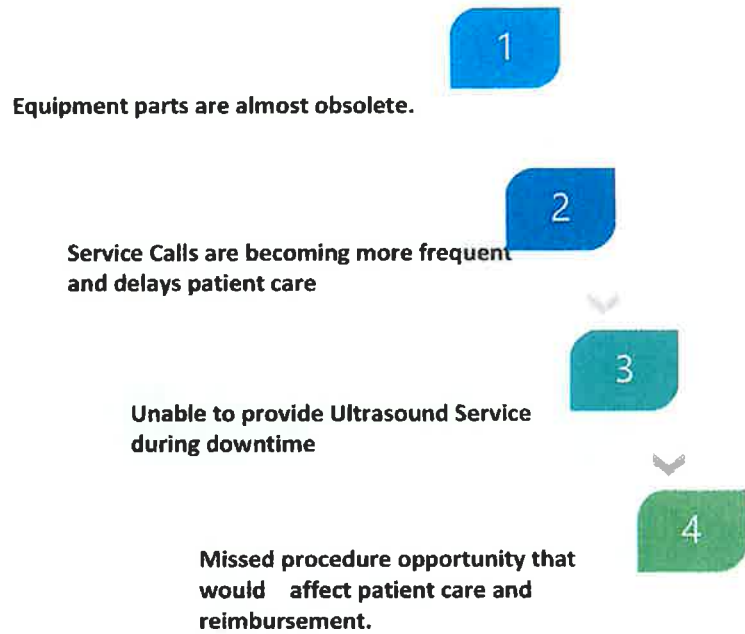 1
Equipment parts are almost obsolete.
2
Service Calls are becoming more frequent
and delays patient care
3
Unable to provide Ultrasound Service
during downtime
4
Missed procedure opportunity that
would affect patient care and
reimbursement.